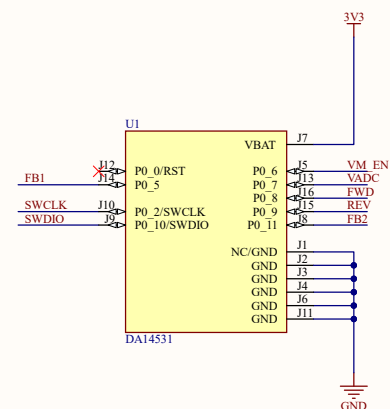 3V3
U1
J7
VBAT
J12
P0_0/RST
J5
P0_6
VM_EN
FB1
J14
P0_5
J13
P0_7
VADC
J16
P0_8
FWD
SWCLK
J10
P0_2/SWCLK
J15
P0_9
REV
SWDIO
J9
P0_10/SWDIO
J8
P0_11
FB2
J1
NC/GND
J2
GND
J3
GND
J4
GND
J6
GND
J11
GND
DA14531
GND